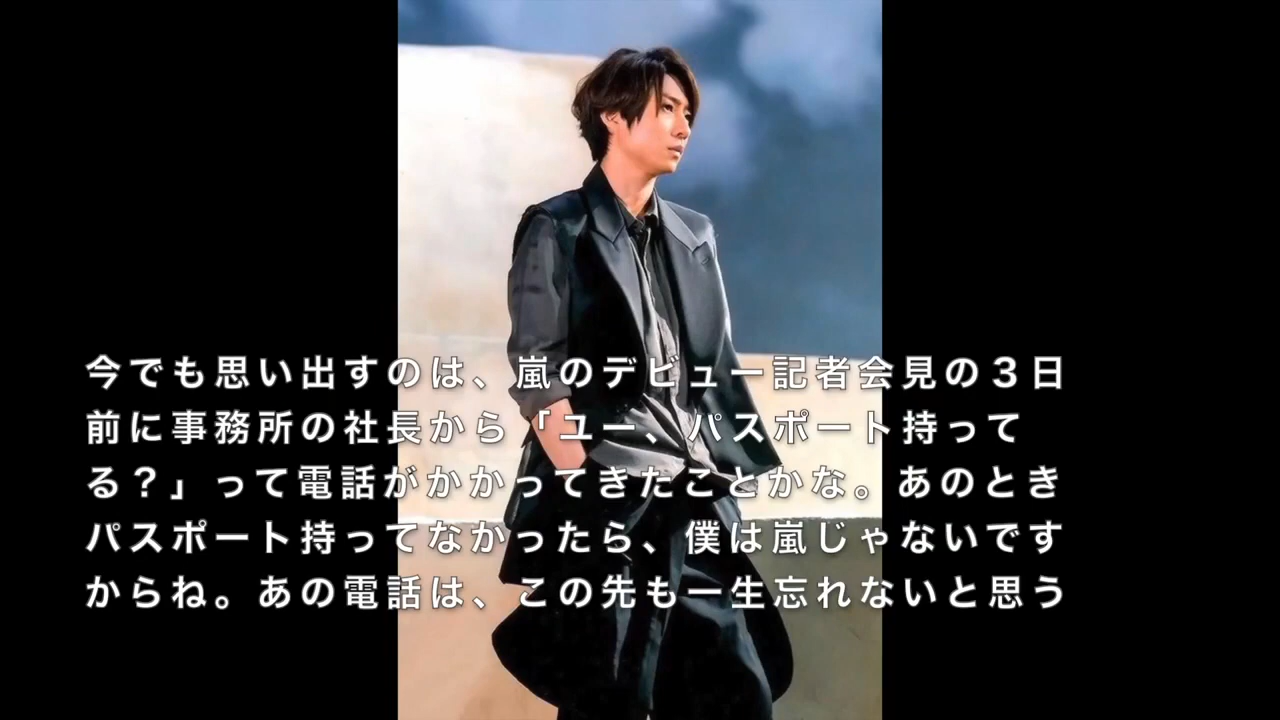 今でも思い出すのは、嵐のデビュー記者会見の３日
前に事務所の社長から「ユー、パスポート持って
る？」って電話がかかってきたことかな。あのとき
パスポート持ってなかったら、僕は嵐じゃないです
からね。あの電話は、この先も一生忘れないと思う